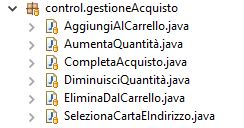 control.gestioneAcquisto
AggiungiAlCarrello.java
AumentaQuantità.java
CompletaAcquisto.java
DiminuisciQuantità.java
EliminaDalCarrello.java
SelezionaCartaEIndirizzo.java